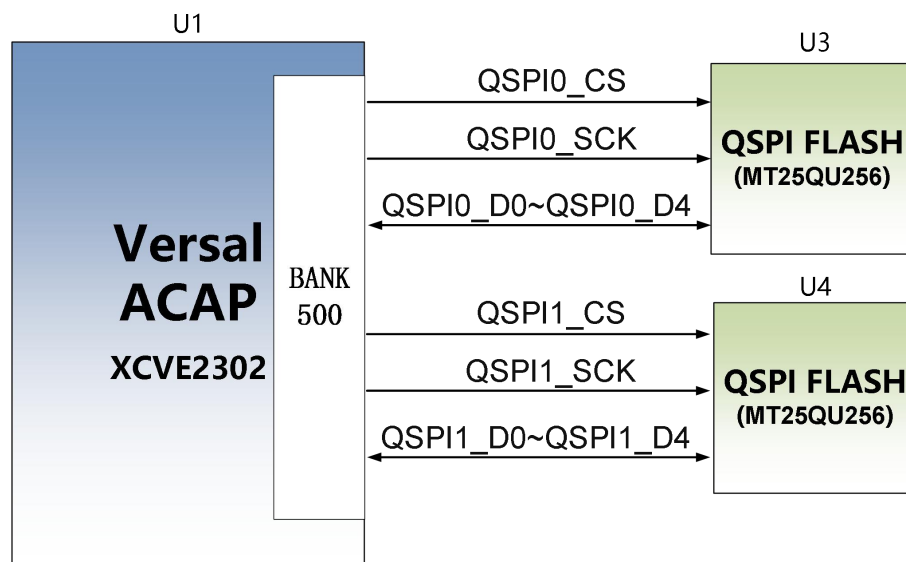 U1
Versal
ACAP
XCVE2302
BANK
500
QSPI0_CS
QSPI0_SCK
QSPI0_D0~QSPI0_D4
U3
QSPI FLASH
(MT25QU256)
QSPI1_CS
QSPI1_SCK
QSPI1_D0~QSPI1_D4
U4
QSPI FLASH
(MT25QU256)